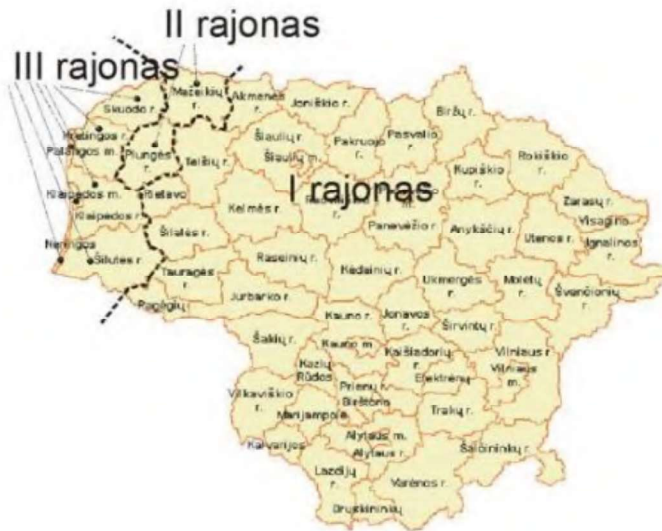 II rajonas
III rajonas
Skuodo r.
Mažeikių
r.
Akmenės
r.
Joniškio r.
Biržų r.
Kretingos r.
Palangos m.
Plungės
r.
Telšių r.
Šiaulių r.
Šiaulių m.
Pakruojo
r.
Pasvalio
r.
Rokiškio
r.
Kupiškio
r.
I rajonas
Klaipėdos m.
Rietavo
Klaipėdos r.
Kelmės r.
Panevėžio r.
Anykščių r.
Zarasų r.
Visagino
Utenos r.
Ignalinos
r.
Neringos
Šilutės r.
Šilalės r.
Tauragės
r.
Raseinių r.
Kėdainių r.
Ukmergės
r.
Molėtų
r.
Švenčionių
r.
Pagėgių
Jurbarko r.
Kauno r.
Jonavos
r.
Širvintų r.
Šakių r.
Kauno m.
Kaišiadorių
r.
Vilniaus r
Vilniaus
m.
Kazlų
Rūdos
Elektrėnų
Vilkaviškio
r.
Prienų r.
Birštono
Marijampolė
Trakų r.
Kalvarijos
Alytaus m.
Alytaus r.
Šalčininkų r.
Lazdijų
r.
Varėnos r.
Druskininkų